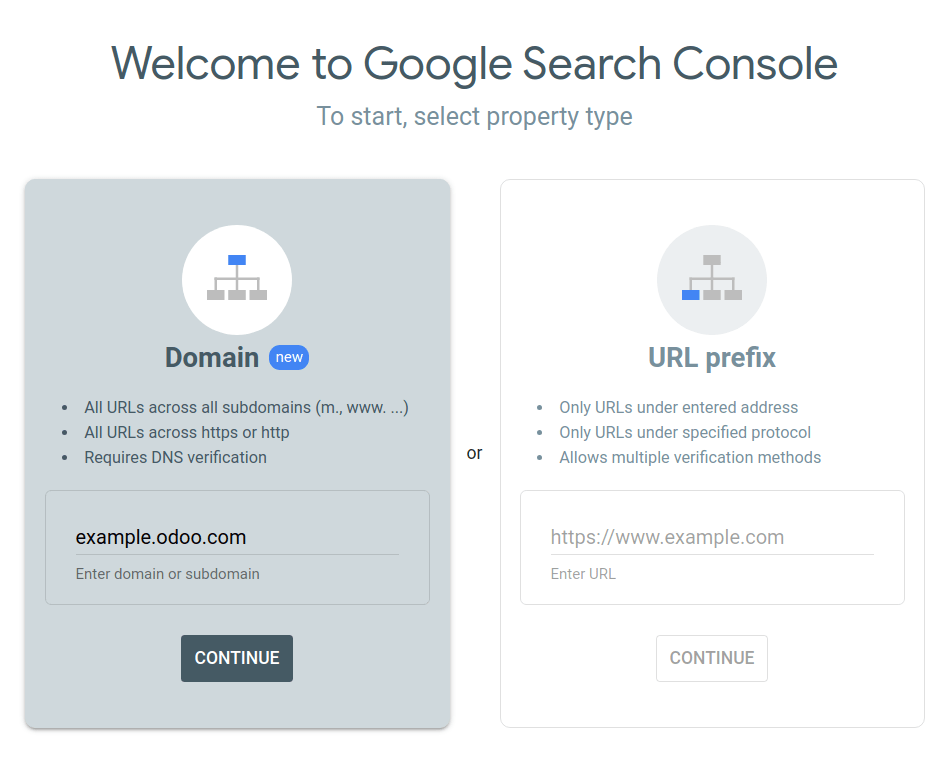 Welcome to Google Search Console
To start, select property type
Domain new
• All URLs across all subdomains (m., www. ...)
• All URLs across https or http
• Requires DNS verification
example.odoo.com
Enter domain or subdomain
CONTINUE
or
URL prefix
• Only URLs under entered address
• Only URLs under specified protocol
• Allows multiple verification methods
https://www.example.com
Enter URL
CONTINUE